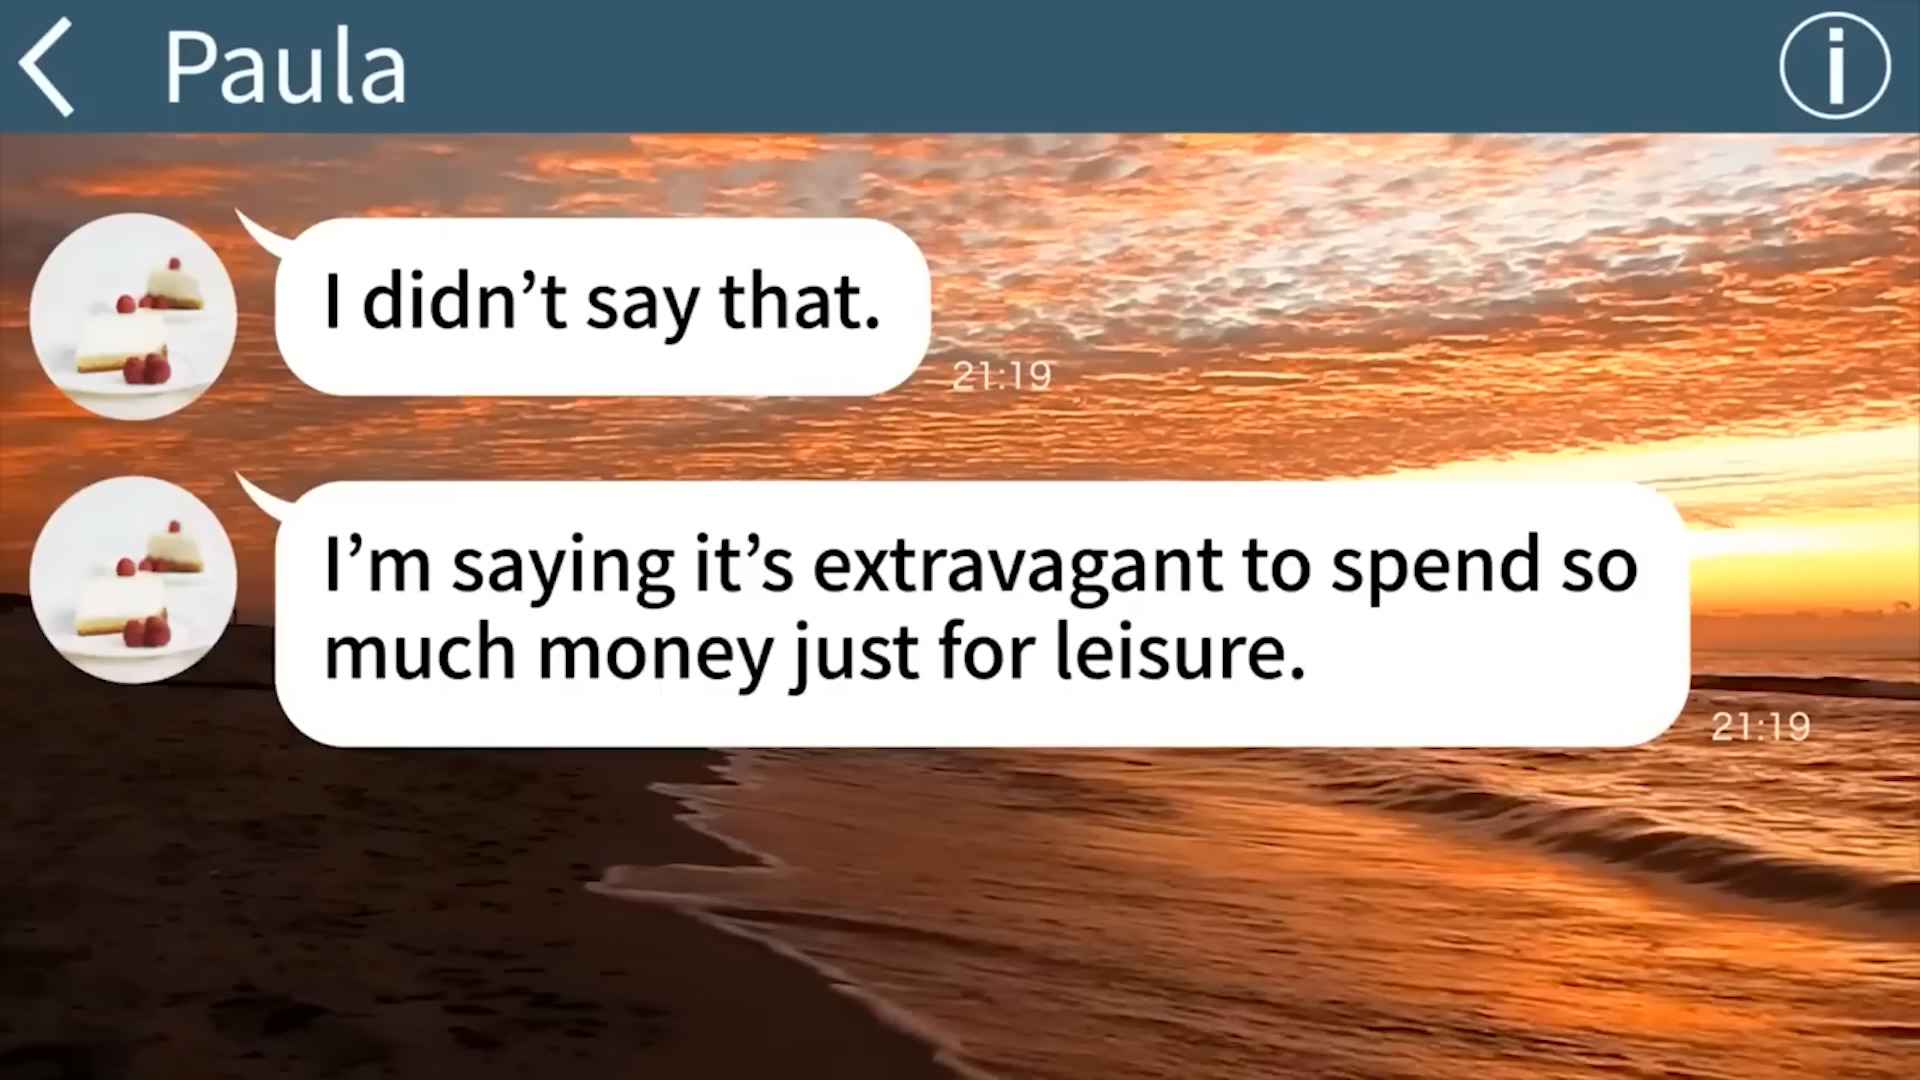 Paula
I didn’t say that.
21:19
I’m saying it’s extravagant to spend so
much money just for leisure.
21:19